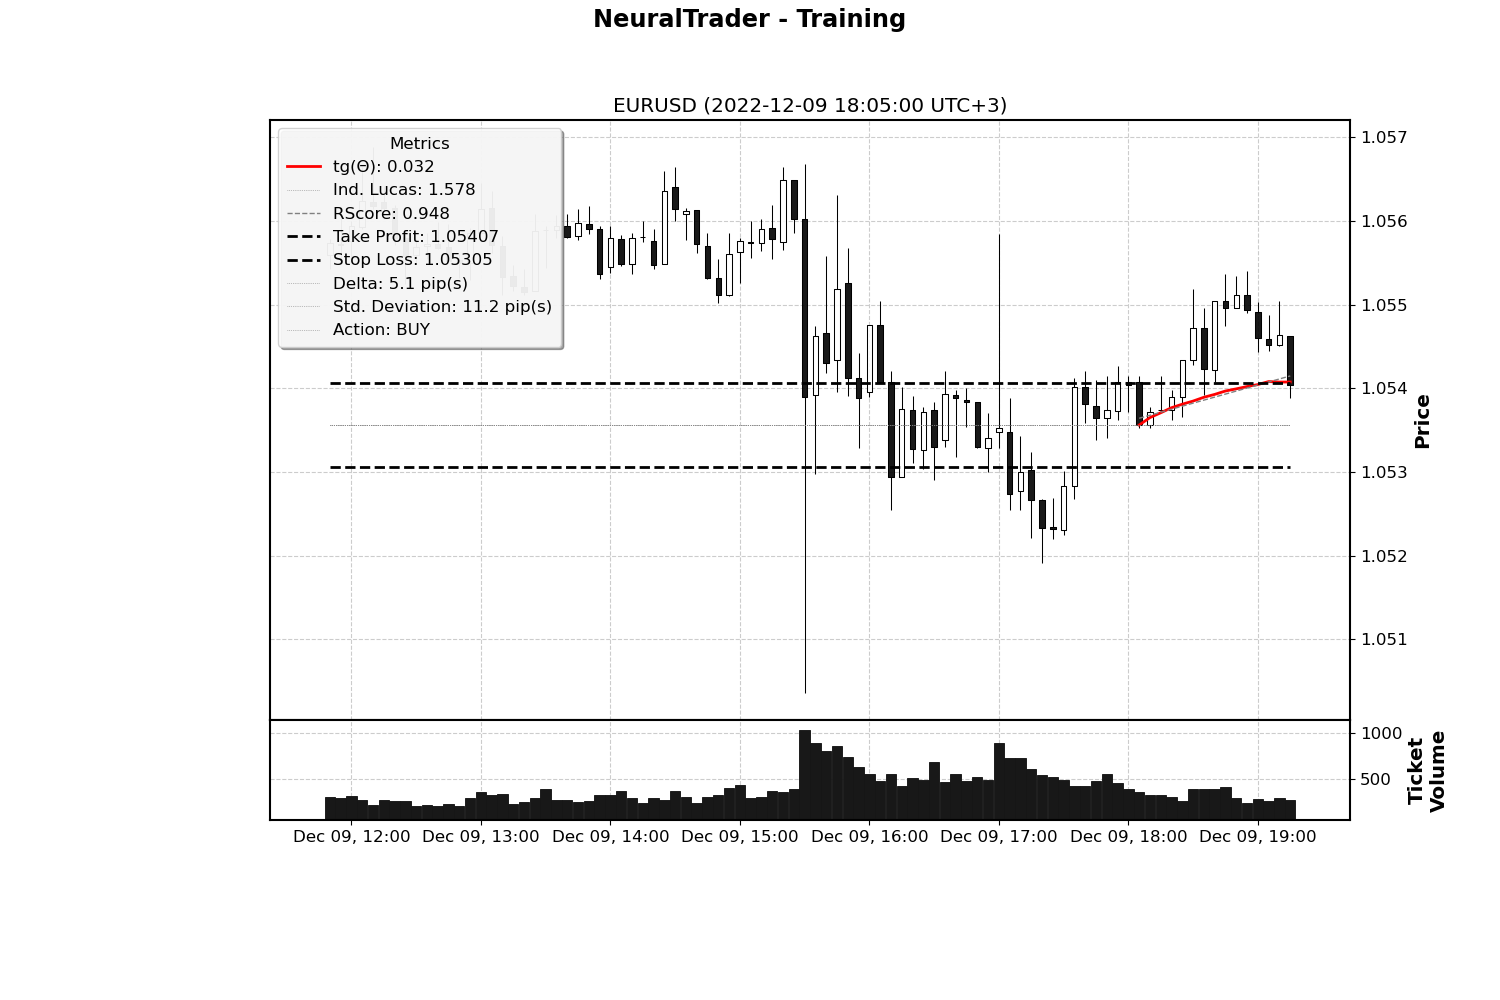 NeuralTrader - Training
EURUSD (2022-12-09 18:05:00 UTC+3)
Metrics
tg(Θ): 0.032
Ind. Lucas: 1.578
RScore: 0.948
Take Profit: 1.05407
Stop Loss: 1.05305
Delta: 5.1 pip(s)
Std. Deviation: 11.2 pip(s)
Action: BUY
1.057
1.056
1.055
1.054
1.053
1.052
1.051
Price
1000
500
Ticket
Volume
Dec 09, 12:00 Dec 09, 13:00 Dec 09, 14:00 Dec 09, 15:00 Dec 09, 16:00 Dec 09, 17:00 Dec 09, 18:00 Dec 09, 19:00